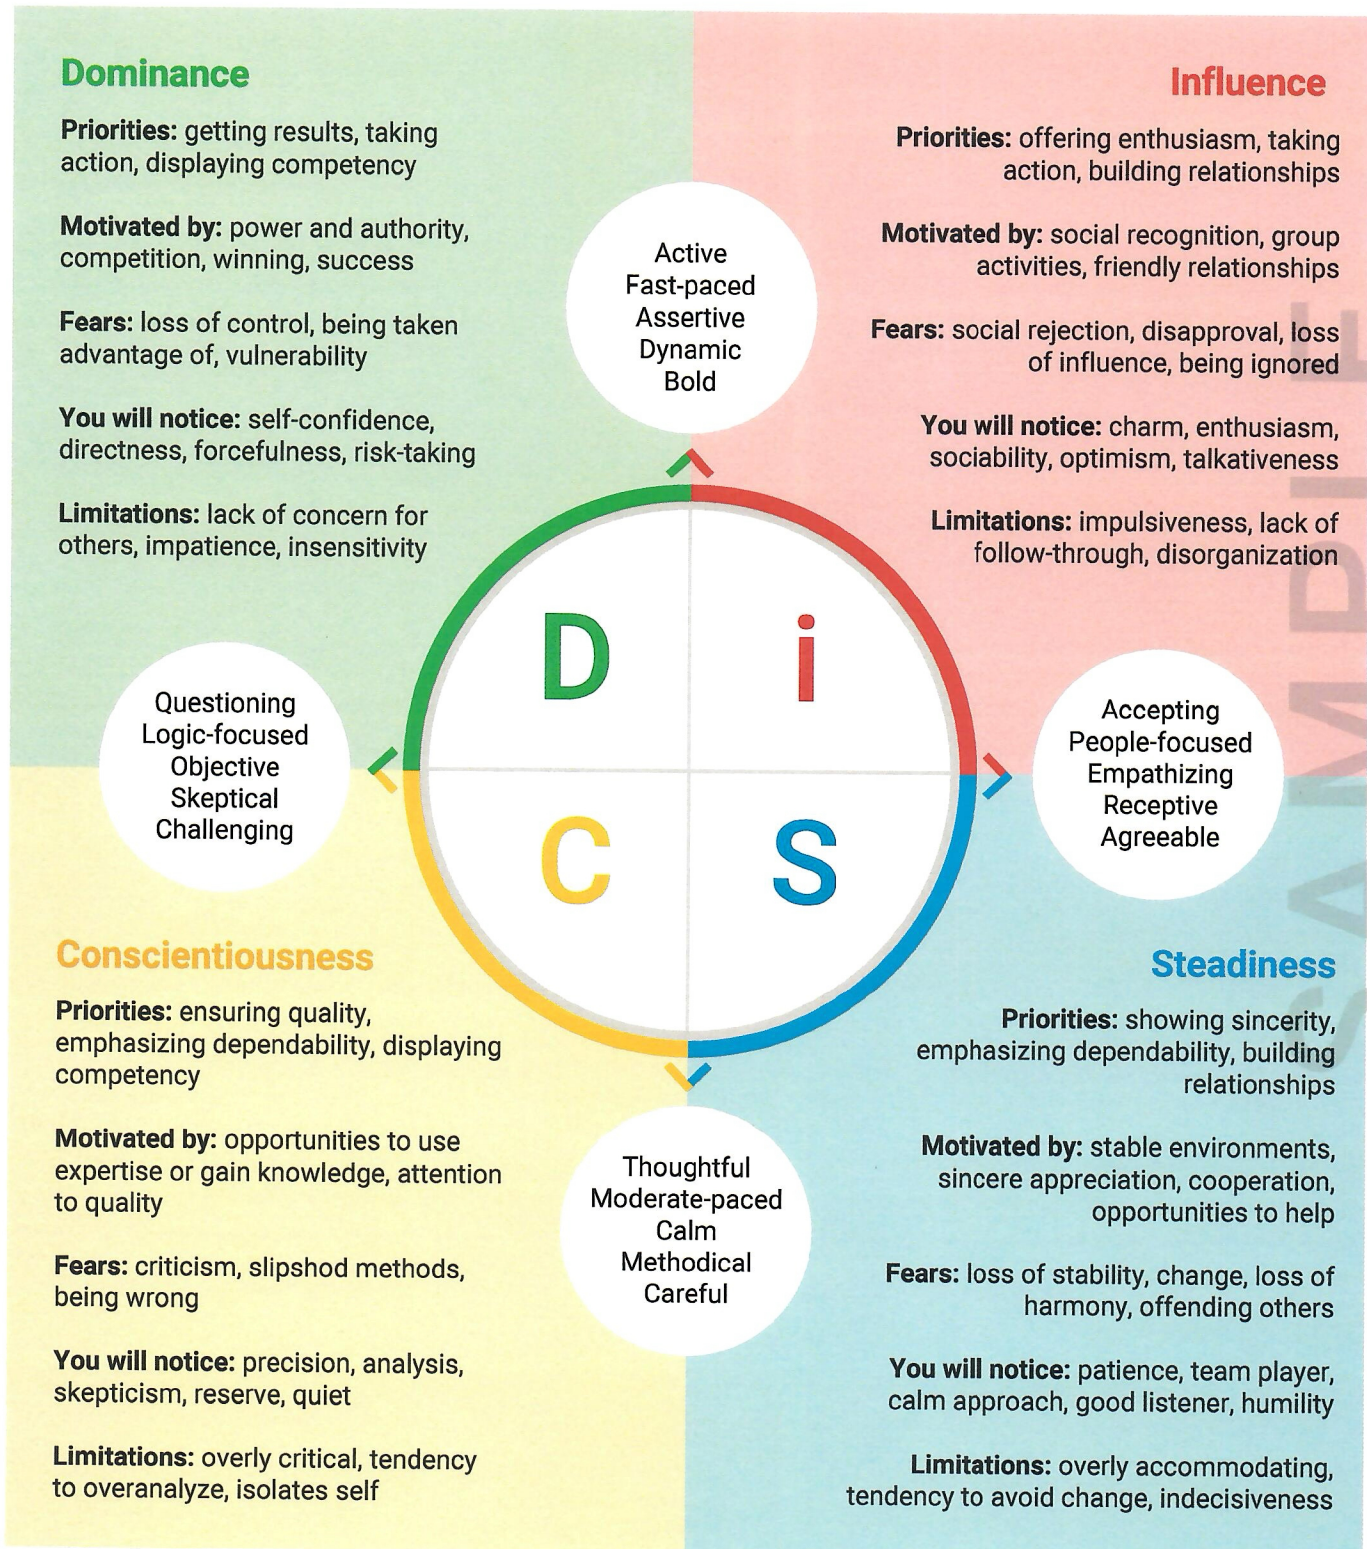 Dominance
Priorities: getting results, taking
action, displaying competency
Motivated by: power and authority,
competition, winning, success
Fears: loss of control, being taken
advantage of, vulnerability
You will notice: self-confidence,
directness, forcefulness, risk-taking
Limitations: lack of concern for
others, impatience, insensitivity
Influence
Priorities: offering enthusiasm, taking
action, building relationships
Motivated by: social recognition, group
activities, friendly relationships
Fears: social rejection, disapproval, loss
of influence, being ignored
You will notice: charm, enthusiasm,
sociability, optimism, talkativeness
Limitations: impulsiveness, lack of
follow-through, disorganization
Active
Fast-paced
Assertive
Dynamic
Bold
Questioning
Logic-focused
Objective
Skeptical
Challenging
D
i
C
S
Accepting
People-focused
Empathizing
Receptive
Agreeable
Conscientiousness
Priorities: ensuring quality,
emphasizing dependability, displaying
competency
Motivated by: opportunities to use
expertise or gain knowledge, attention
to quality
Fears: criticism, slipshod methods,
being wrong
You will notice: precision, analysis,
skepticism, reserve, quiet
Limitations: overly critical, tendency
to overanalyze, isolates self
Thoughtful
Moderate-paced
Calm
Methodical
Careful
Steadiness
Priorities: showing sincerity,
emphasizing dependability, building
relationships
Motivated by: stable environments,
sincere appreciation, cooperation,
opportunities to help
Fears: loss of stability, change, loss of
harmony, offending others
You will notice: patience, team player,
calm approach, good listener, humility
Limitations: overly accommodating,
tendency to avoid change, indecisiveness
SAMPLE